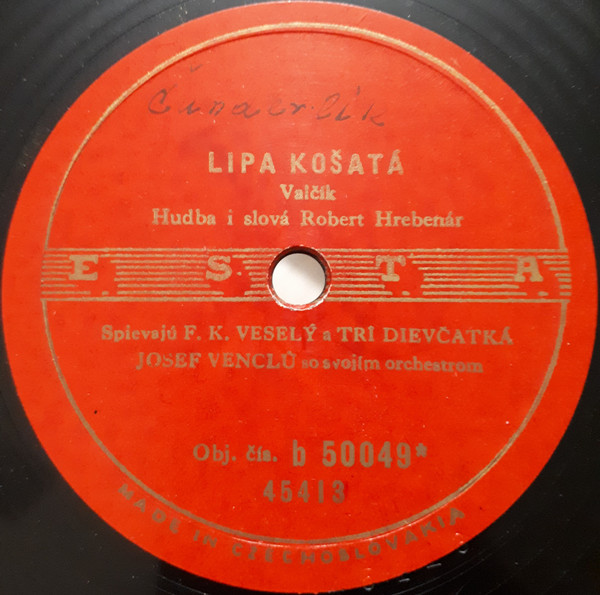 LIPA KOŠATÁ
Valčík
Hudba i slová Robert Hrebenár
ESTA
Spievajú F. K. VESELÝ a TRI DIEVČATKÁ
JOSEF VENCLŮ so svojím orchestrom
Obj. čís. b 50049*
45413
MADE IN CZECHOSLOVAKIA